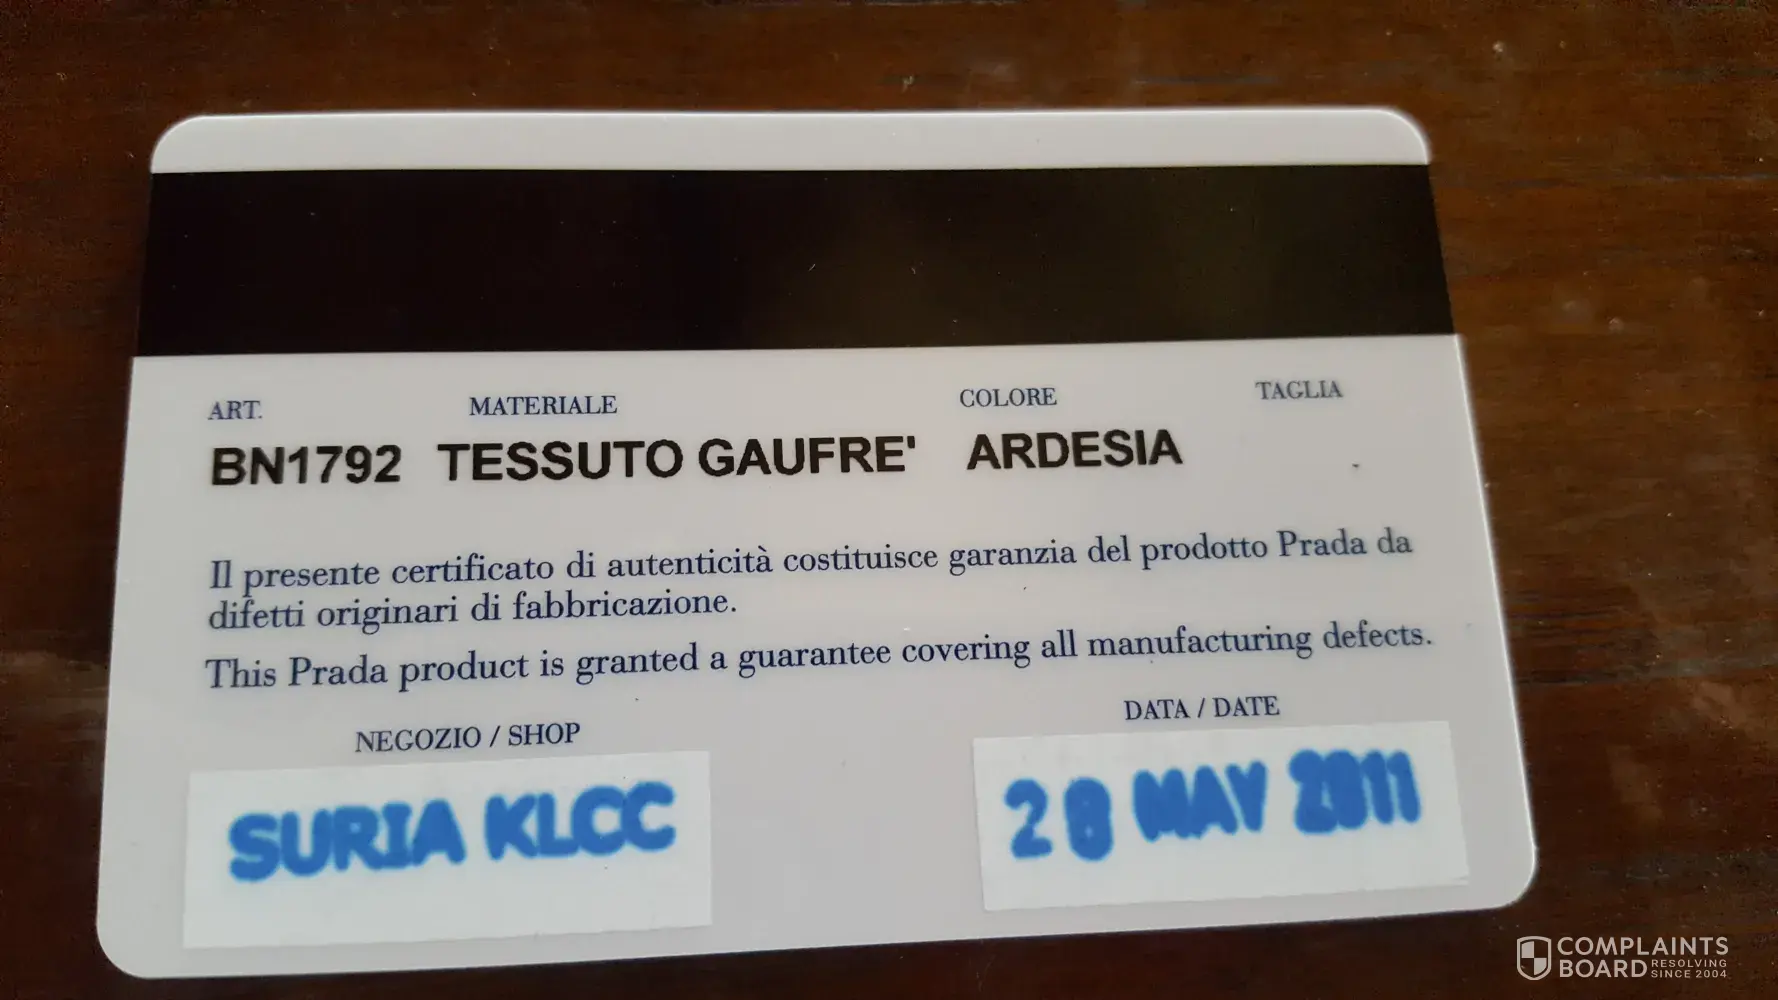 ART. MATERIALE COLORE TAGLIA
BN1792 TESSUTO GAUFRE' ARDESIA
Il presente certificato di autenticità costituisce garanzia del prodotto Prada da
difetti originari di fabbricazione.
This Prada product is granted a guarantee covering all manufacturing defects.
NEGOZIO / SHOP DATA / DATE
SURIA KLCC 28 MAY 2011
COMPLAINTS
BOARD RESOLVING
SINCE 2004